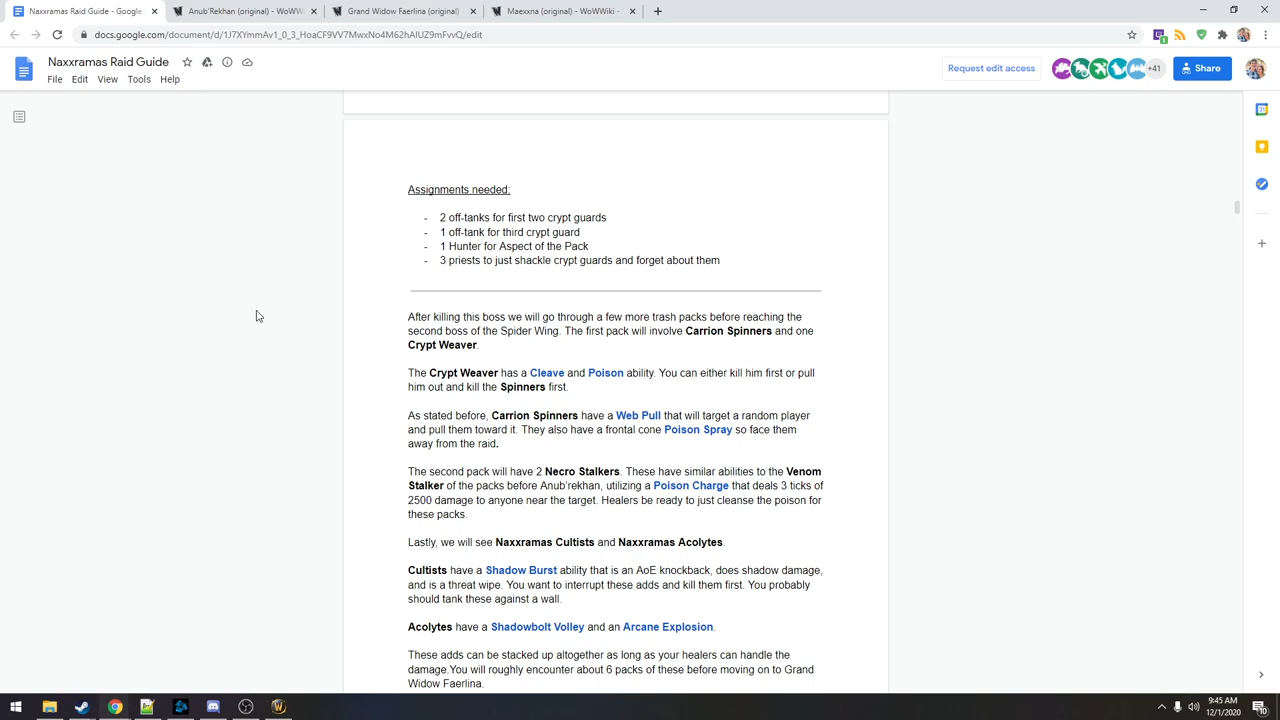 Naxxramas Raid Guide - Google
Anub'Rekhan (original) - WoWW
Grand Widow Faerlina (original)
Maexxna (original) - WoWWiki -
docs.google.com/document/d/1J7XYmmAv1_0_3_HoaCF9VV7MwxNo4M62hAlUZ9mFvvQ/edit
1
Naxxramas Raid Guide
File Edit View Tools Help
Request edit access
+41
Share
Assignments needed:
- 2 off-tanks for first two crypt guards
- 1 off-tank for third crypt guard
- 1 Hunter for Aspect of the Pack
- 3 priests to just shackle crypt guards and forget about them
After killing this boss we will go through a few more trash packs before reaching the
second boss of the Spider Wing. The first pack will involve Carrion Spinners and one
Crypt Weaver.
The Crypt Weaver has a Cleave and Poison ability. You can either kill him first or pull
him out and kill the Spinners first.
As stated before, Carrion Spinners have a Web Pull that will target a random player
and pull them toward it. They also have a frontal cone Poison Spray so face them
away from the raid.
The second pack will have 2 Necro Stalkers. These have similar abilities to the Venom
Stalker of the packs before Anub'rekhan, utilizing a Poison Charge that deals 3 ticks of
2500 damage to anyone near the target. Healers be ready to just cleanse the poison for
these packs.
Lastly, we will see Naxxramas Cultists and Naxxramas Acolytes.
Cultists have a Shadow Burst ability that is an AoE knockback, does shadow damage,
and is a threat wipe. You want to interrupt these adds and kill them first. You probably
should tank these against a wall.
Acolytes have a Shadowbolt Volley and an Arcane Explosion.
These adds can be stacked up altogether as long as your healers can handle the
damage.You will roughly encounter about 6 packs of these before moving on to Grand
Widow Faerlina.
31
9:45 AM
12/1/2020
10